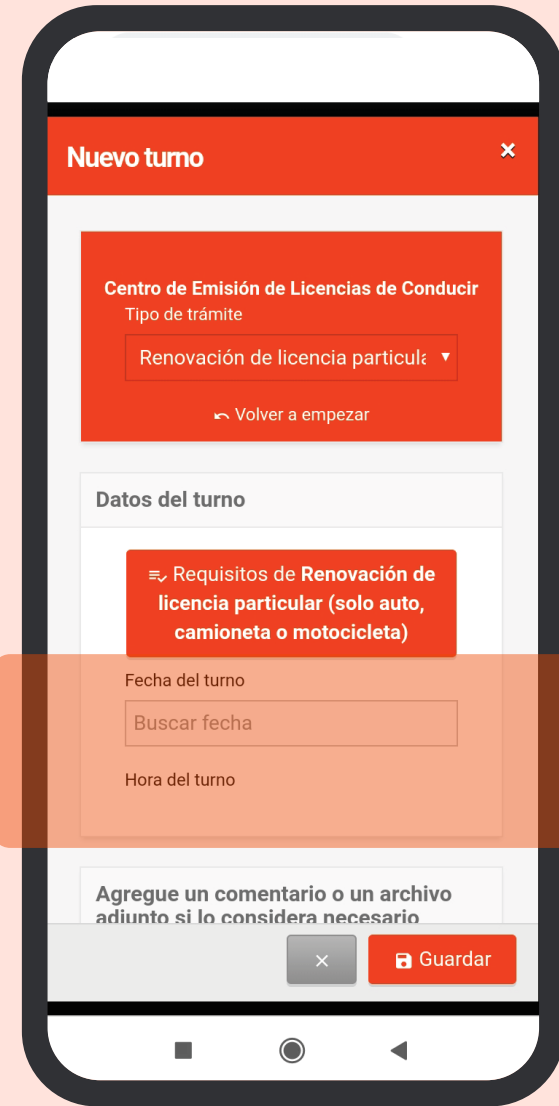 Nuevo turno
×
Centro de Emisión de Licencias de Conducir
Tipo de trámite
Renovación de licencia particula
Volver a empezar
Datos del turno
Requisitos de Renovación de
licencia particular (solo auto,
camioneta o motocicleta)
Fecha del turno
Buscar fecha
Hora del turno
Agregue un comentario o un archivo
adjunto si lo considera necesario
× Guardar